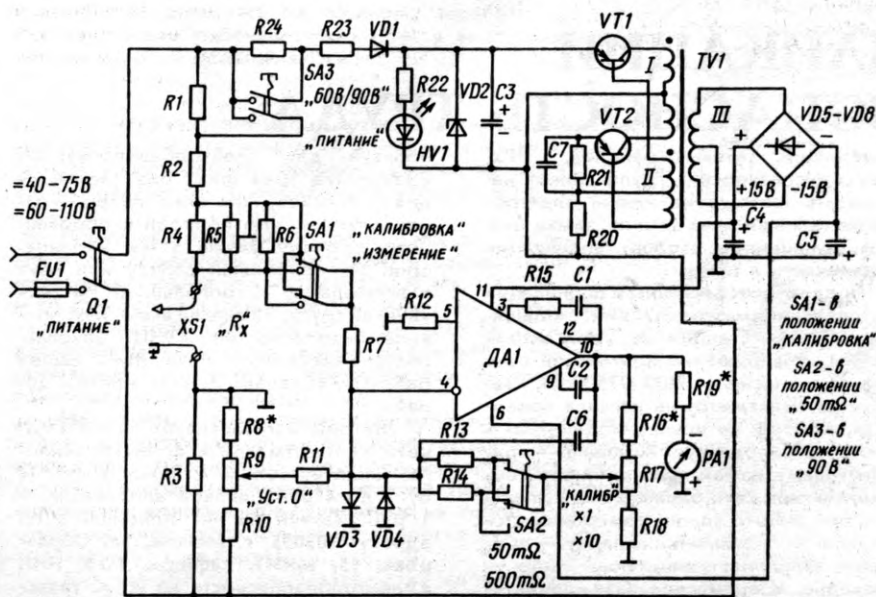 R24
R23
VD1
VT1
SA3
I
TV1
„60В/90В"
R22
VD2
C3
+
−
R1
„ПИТАНИЕ"
HV1
VT2
III
VD5-VD8
C7
R21
II
+
+15В
-15В
R2
=40-75В
=60-110В
R4
R5
R6
SA1
„КАЛИБРОВКА"
„ИЗМЕРЕНИЕ"
R20
C4
C5
+
FU1
Q1
„ПИТАНИЕ"
XS1
„Rx"
R12
5
11
3
R15
C1
12
10
ДА1
9
C2
R7
4
6
C6
R19*
R16*
SA1 - в
положении
„КАЛИБРОВКА"
SA2 - в
положении
„50 mΩ"
SA3 - в
положении
„90 В"
R8*
R13
−
PA1
+
R3
R9
R11
R14
„КАЛИБР"
R17
„Уст. 0"
SA2
x1
x10
R10
VD3
VD4
50 mΩ
500 mΩ
R18